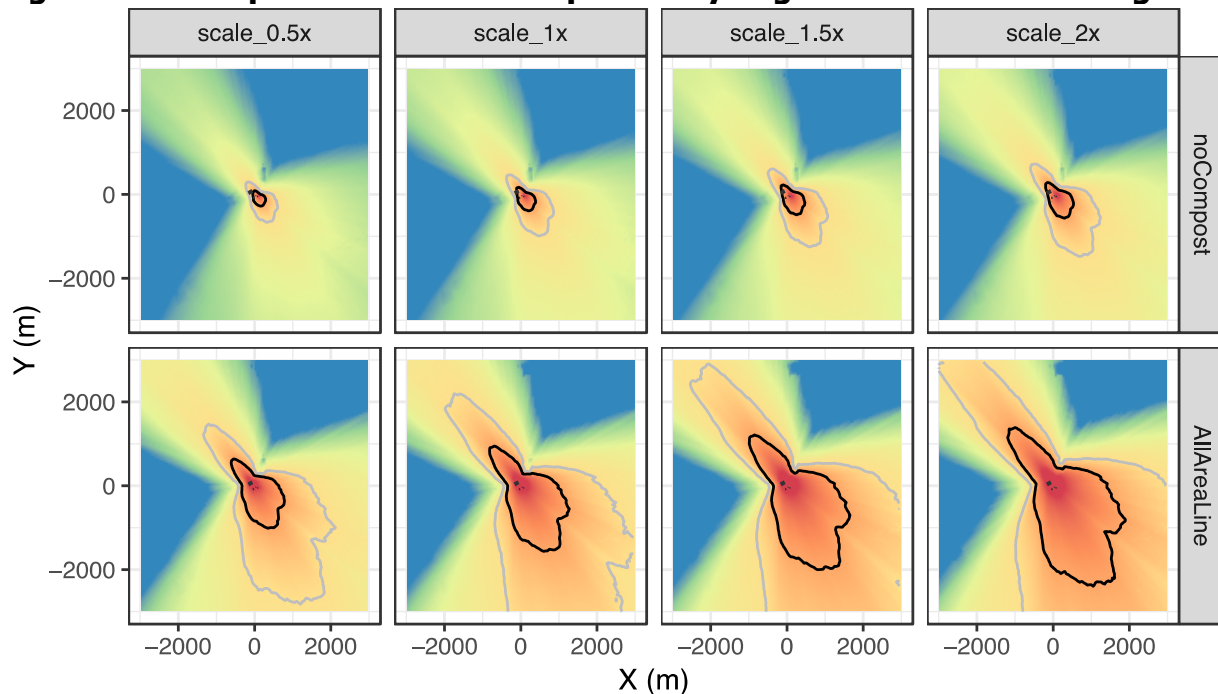 scale_0.5x scale_1x scale_1.5x scale_2x
2000
0
−2000
noCompost
Y (m)
2000
0
−2000
AllAreaLine
−2000 0 2000 −2000 0 2000 −2000 0 2000 −2000 0 2000
X (m)